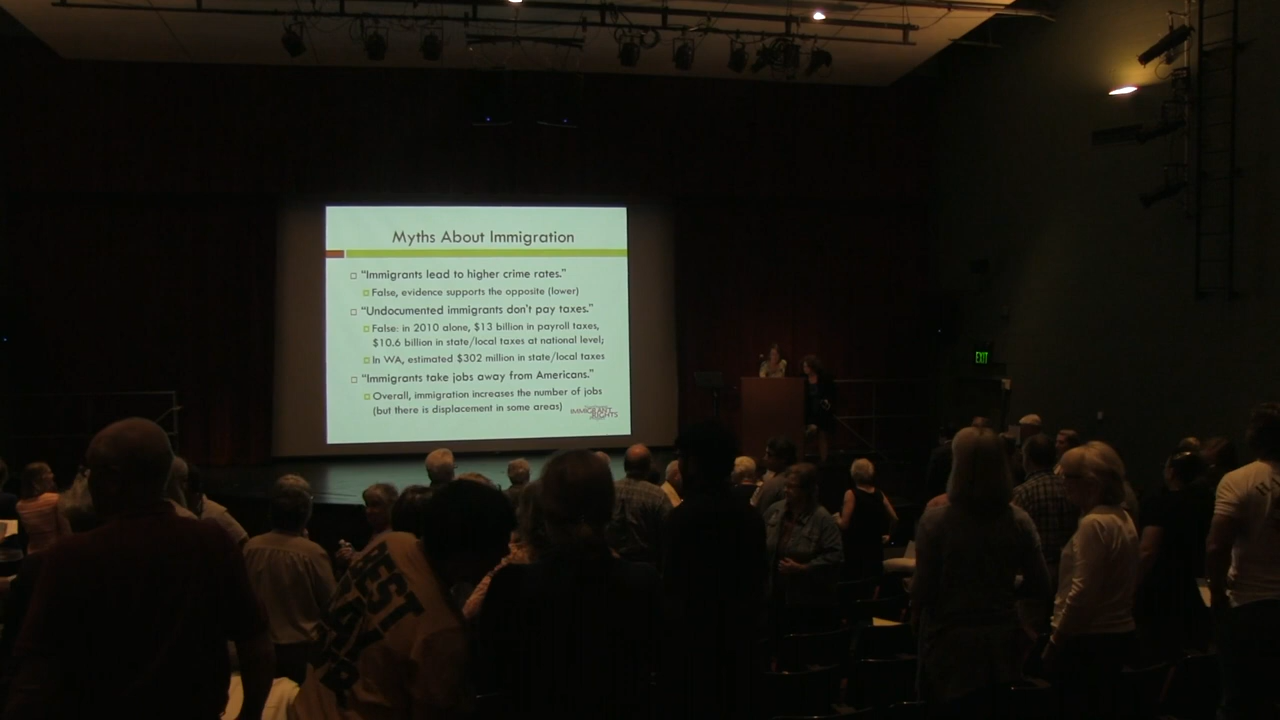 Myths About Immigration
"Immigrants lead to higher crime rates."
False, evidence supports the opposite (lower)
"Undocumented immigrants don't pay taxes."
False: in 2010 alone, $13 billion in payroll taxes,
$10.6 billion in state/local taxes at national level;
In WA, estimated $302 million in state/local taxes
"Immigrants take jobs away from Americans."
Overall, immigration increases the number of jobs
(but there is displacement in some areas)
IMMIGRANT
RIGHTS
EXIT